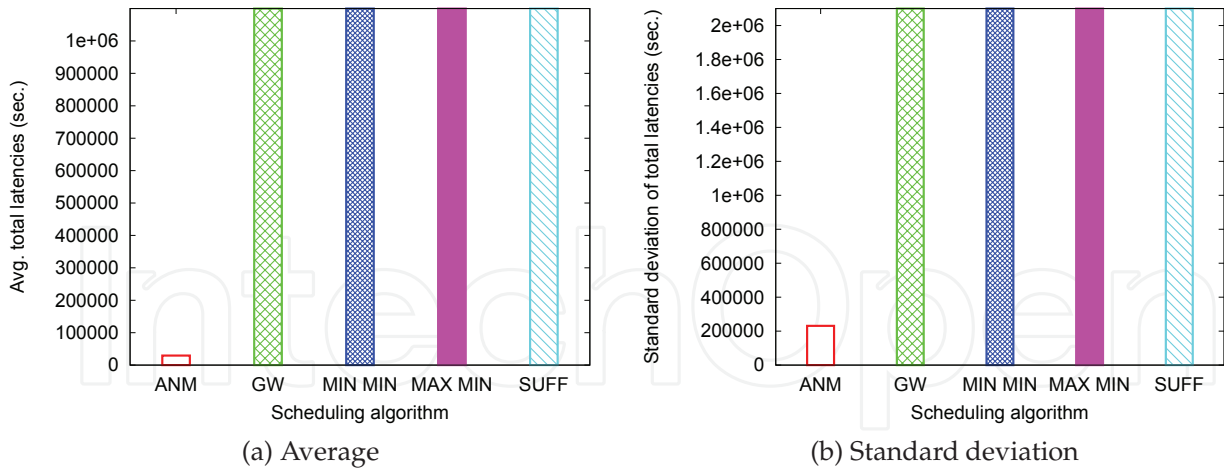 Avg. total latencies (sec.)
1e+06
900000
800000
700000
600000
500000
400000
300000
200000
100000
0
ANM GW MIN MIN MAX MIN SUFF
Scheduling algorithm
(a) Average
Standard deviation of total latencies (sec.)
2e+06
1.8e+06
1.6e+06
1.4e+06
1.2e+06
1e+06
800000
600000
400000
200000
0
ANM GW MIN MIN MAX MIN SUFF
Scheduling algorithm
(b) Standard deviation
IntechOpen